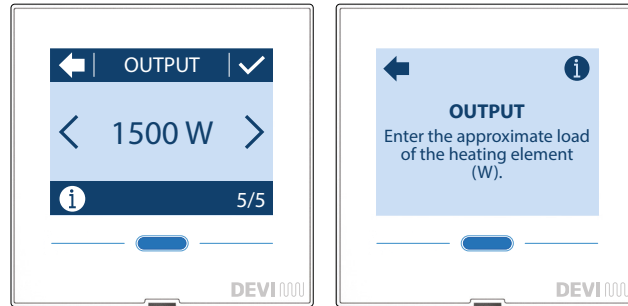 OUTPUT
1500 W
5/5
DEVI
OUTPUT
Enter the approximate load
of the heating element
(W).
DEVI